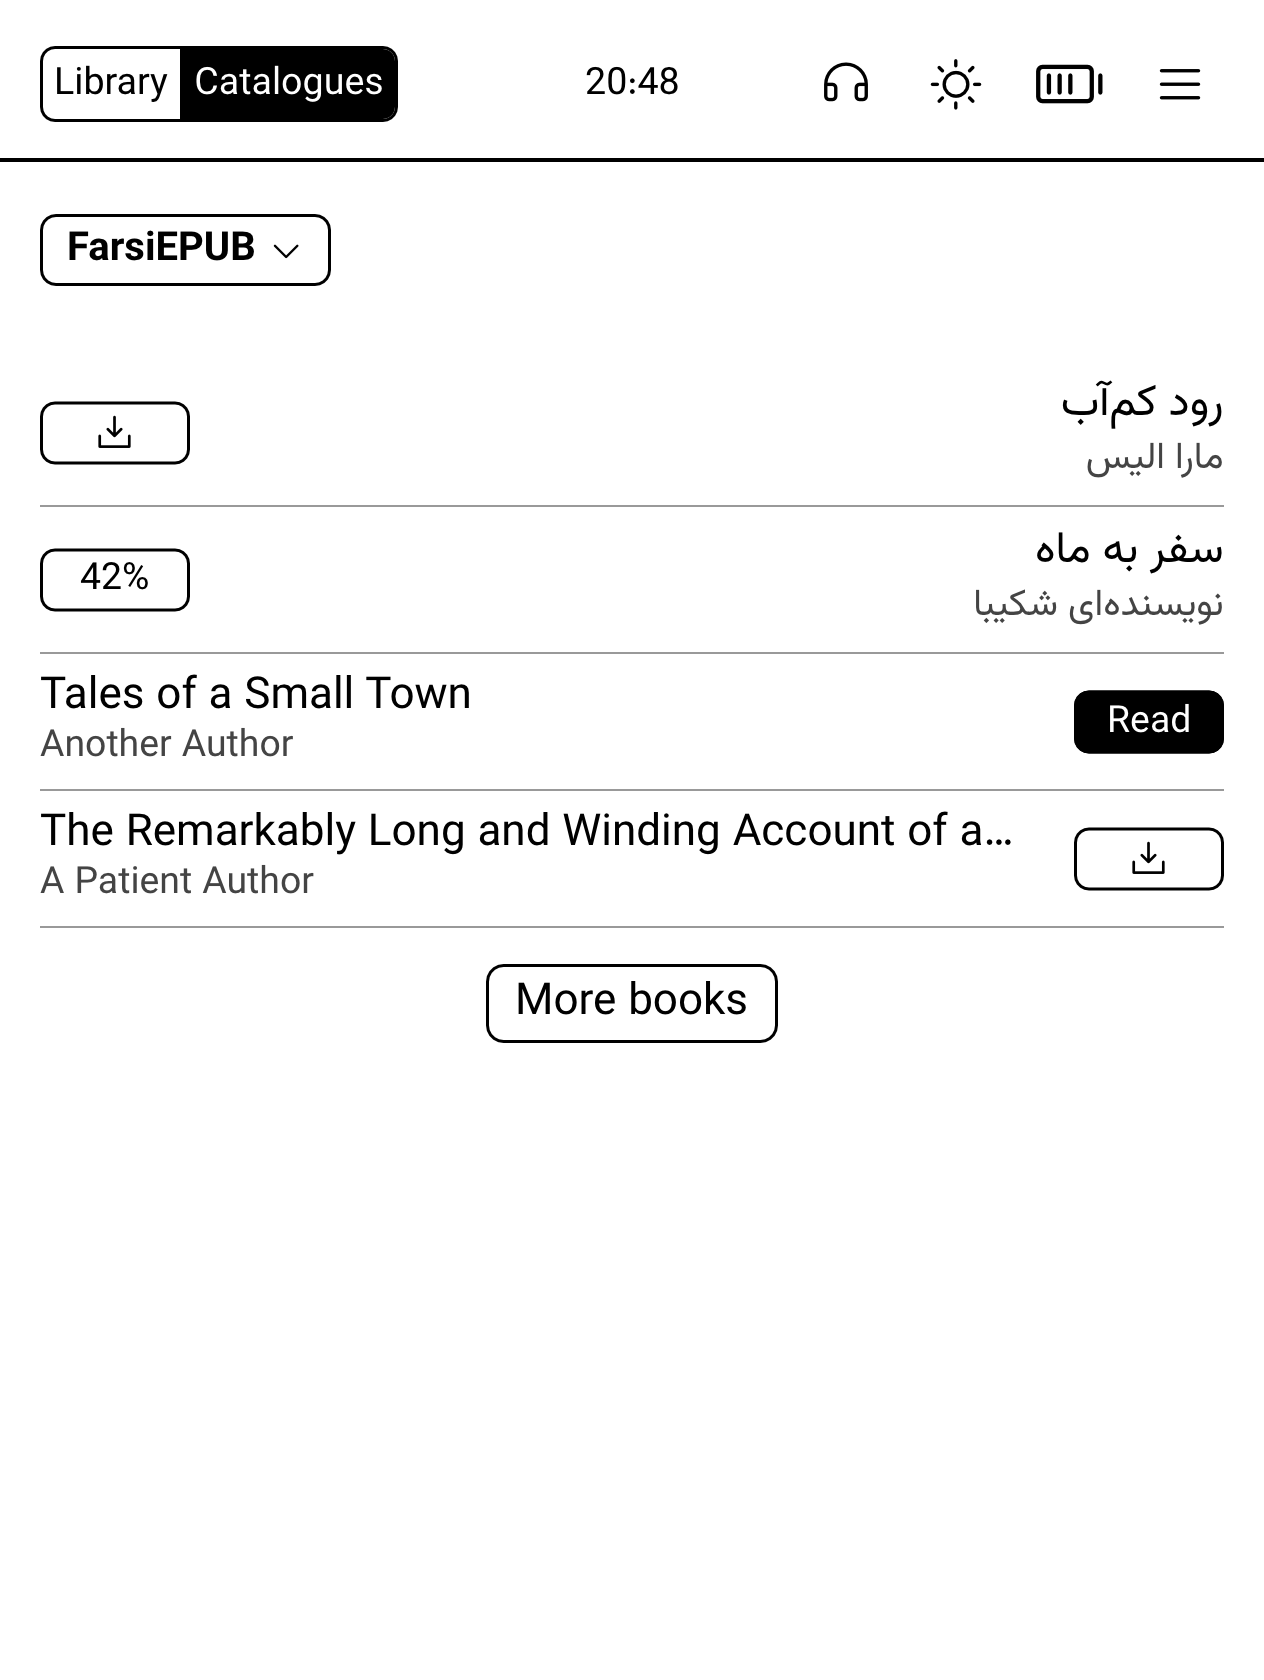 Library Catalogues 20:48
FarsiEPUB
رود کم‌آب
مارا الیس
سفر به ماه
42%
نویسنده‌ای شکیبا
Tales of a Small Town
Another Author
Read
The Remarkably Long and Winding Account of a…
A Patient Author
More books